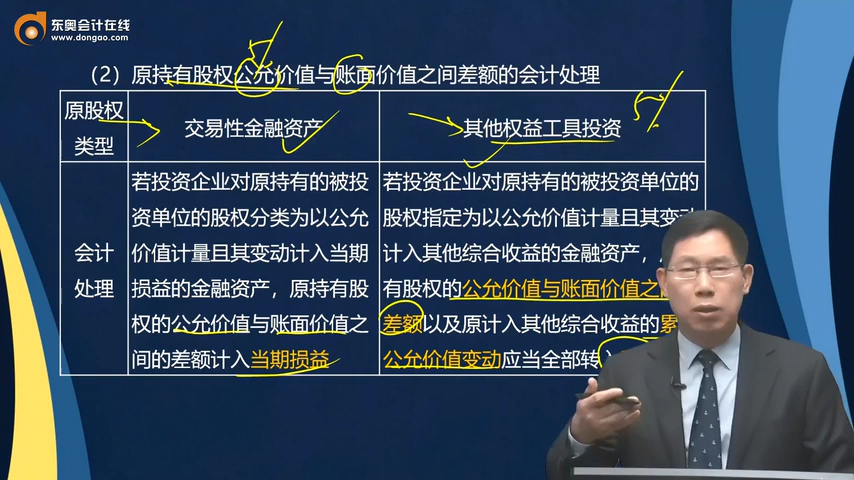 东奥会计在线
www.dongao.com
（2）原持有股权公允价值与账面价值之间差额的会计处理
原股权
类型
交易性金融资产
其他权益工具投资
5%
5%
会计
处理
若投资企业对原持有的被投
资单位的股权分类为以公允
价值计量且其变动计入当期
损益的金融资产，原持有股
权的公允价值与账面价值之
间的差额计入当期损益
若投资企业对原持有的被投资单位的
股权指定为以公允价值计量且其变动
计入其他综合收益的金融资产，
有股权的公允价值与账面价值之
差额以及原计入其他综合收益的累
公允价值变动应当全部转入